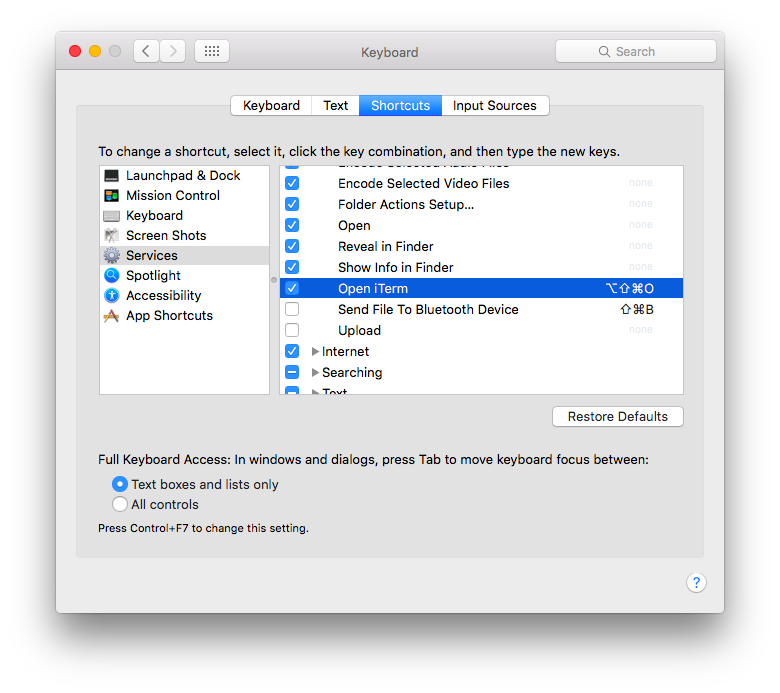 Keyboard
Search
Keyboard
Text
Shortcuts
Input Sources
To change a shortcut, select it, click the key combination, and then type the new keys.
Launchpad & Dock
Mission Control
Keyboard
Screen Shots
Services
Spotlight
Accessibility
App Shortcuts
Encode Selected Audio Files
Encode Selected Video Files none
Folder Actions Setup... none
Open none
Reveal in Finder none
Show Info in Finder none
Open iTerm ⌥⇧⌘O
Send File To Bluetooth Device ⇧⌘B
Upload none
Internet
Searching
Text
Restore Defaults
Full Keyboard Access: In windows and dialogs, press Tab to move keyboard focus between:
Text boxes and lists only
All controls
Press Control+F7 to change this setting.
?